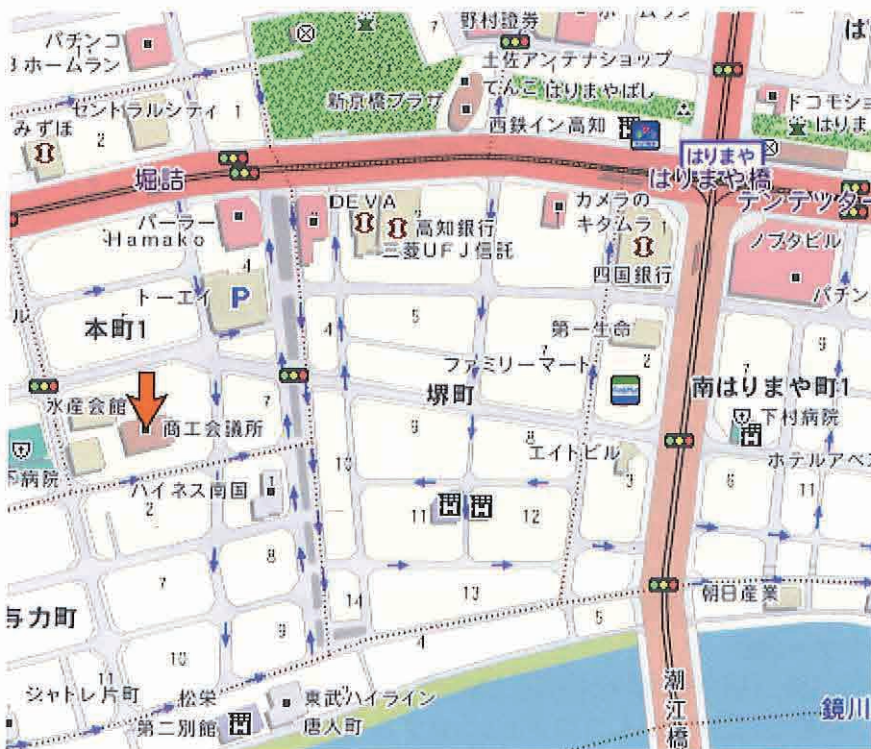 野村證券
パチンコ
ホームラン
土佐アンテナショップ
てんこ
はりまやばし
新京橋プラザ
セントラルシティ
みずほ
西鉄イン高知
ドコモショ
はりま
はりまや
はりまや橋
堀詰
デンテツター
DEVA
高知銀行
三菱UFJ信託
カメラの
キタムラ
パーラー
Hamako
四国銀行
ノブタビル
パチン
トーエイ
P
本町1
第一生命
ファミリーマート
堺町
南はりまや町1
水産会館
商工会議所
下村病院
病院
エイトビル
ホテルアベス
ハイネス南国
朝日産業
与力町
シャトレ片町
松栄
第二別館
東武ハイライン
唐人町
潮江橋
鏡川